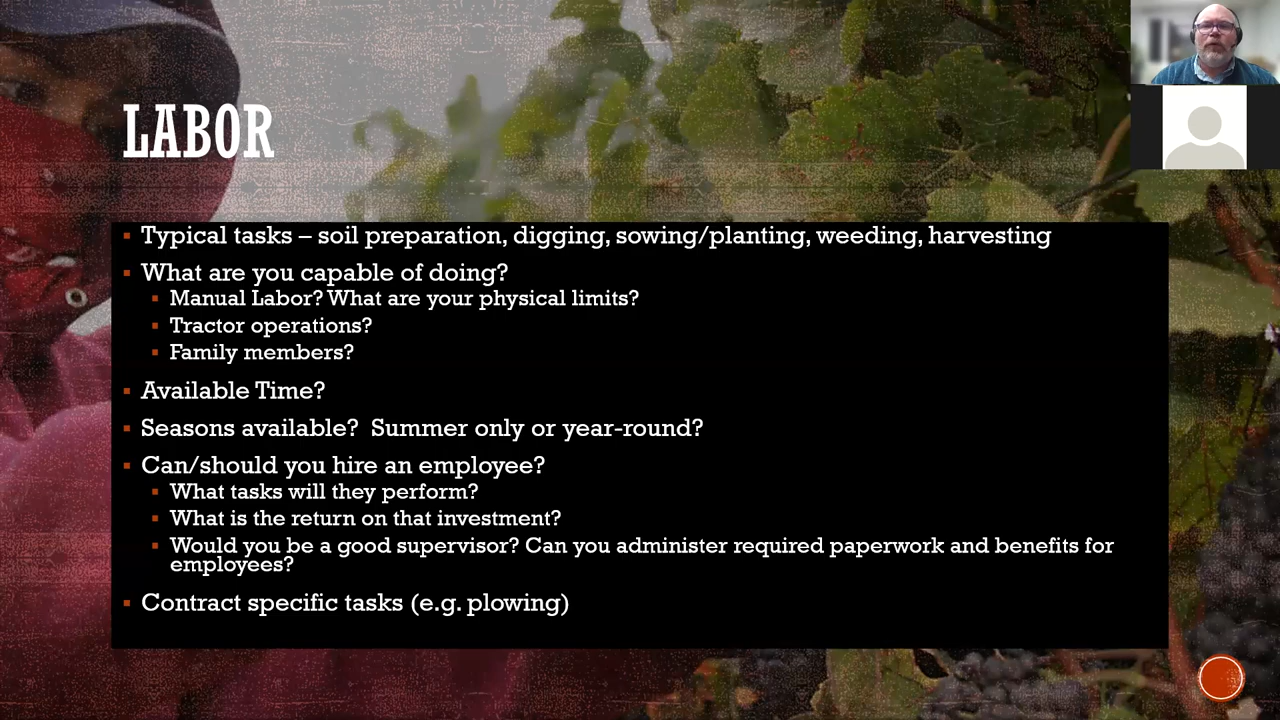 LABOR
Typical tasks – soil preparation, digging, sowing/planting, weeding, harvesting
What are you capable of doing?
Manual Labor? What are your physical limits?
Tractor operations?
Family members?
Available Time?
Seasons available?  Summer only or year-round?
Can/should you hire an employee?
What tasks will they perform?
What is the return on that investment?
Would you be a good supervisor? Can you administer required paperwork and benefits for
employees?
Contract specific tasks (e.g. plowing)